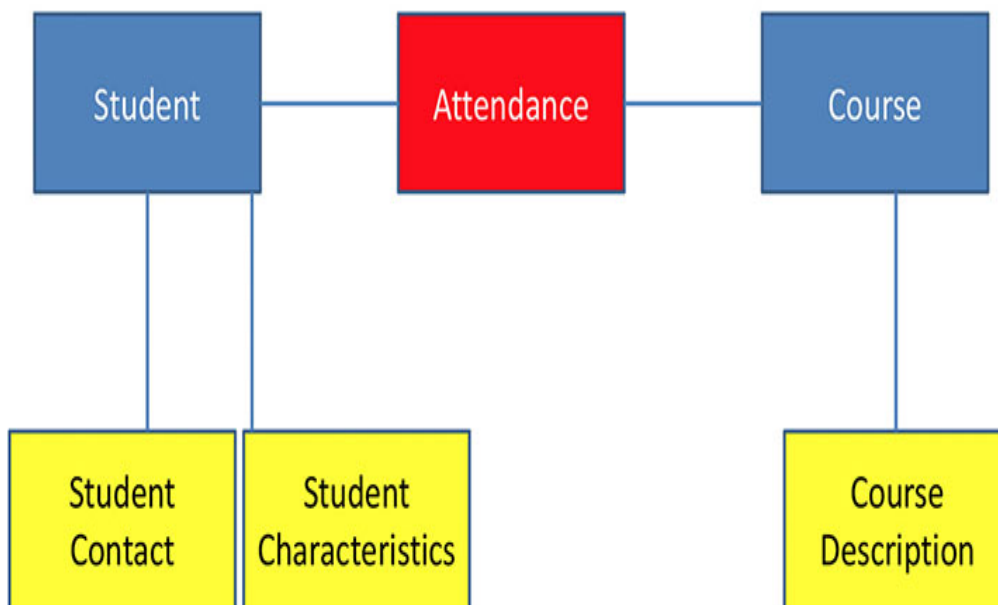 Student
Attendance
Course
Student
Contact
Student
Characteristics
Course
Description